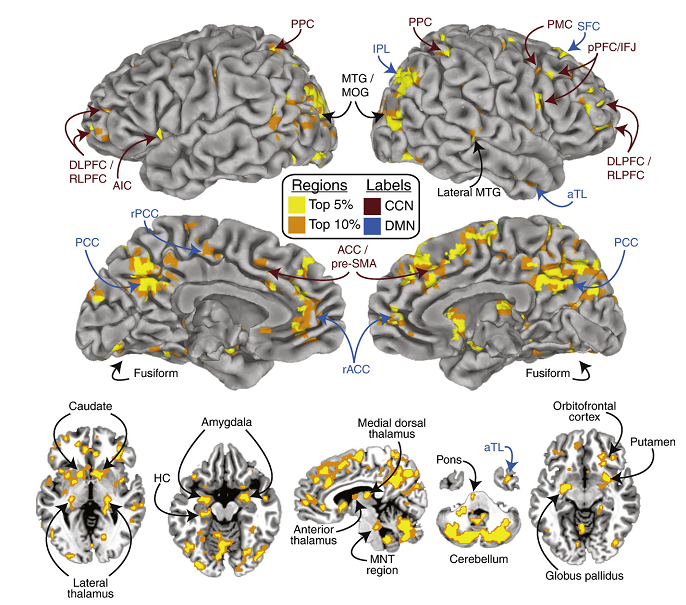 PPC
PPC
PMC
SFC
pPFC/IFJ
IPL
MTG /
MOG
DLPFC /
RLPFC
AIC
Lateral MTG
aTL
DLPFC /
RLPFC
Regions
Labels
Top 5%
CCN
Top 10%
DMN
rPCC
PCC
ACC /
pre-SMA
PCC
rACC
Fusiform
Fusiform
Caudate
Amygdala
Medial dorsal
thalamus
Orbitofrontal
cortex
Putamen
HC
Pons
aTL
Anterior
thalamus
MNT
region
Cerebellum
Lateral
thalamus
Globus pallidus